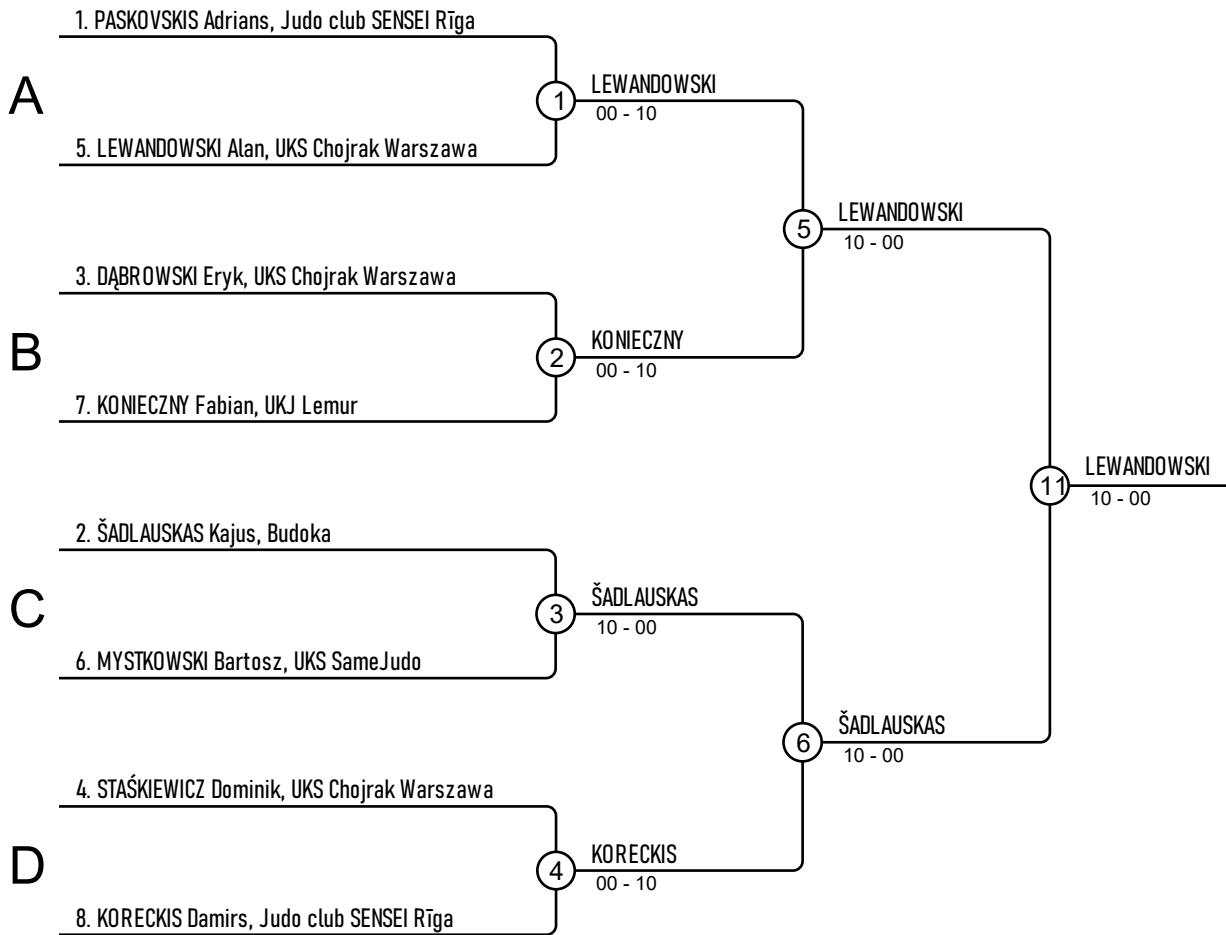 1. PASKOVSKIS Adrians, Judo club SENSEI Rīga
A
1
LEWANDOWSKI
00 - 10
5. LEWANDOWSKI Alan, UKS Chojrak Warszawa
5
LEWANDOWSKI
10 - 00
3. DĄBROWSKI Eryk, UKS Chojrak Warszawa
B
2
KONIECZNY
00 - 10
7. KONIECZNY Fabian, UKJ Lemur
11
LEWANDOWSKI
10 - 00
2. ŠADLAUSKAS Kajus, Budoka
C
3
ŠADLAUSKAS
10 - 00
6. MYSTKOWSKI Bartosz, UKS SameJudo
6
ŠADLAUSKAS
10 - 00
4. STAŚKIEWICZ Dominik, UKS Chojrak Warszawa
D
4
KORECKIS
00 - 10
8. KORECKIS Damirs, Judo club SENSEI Rīga